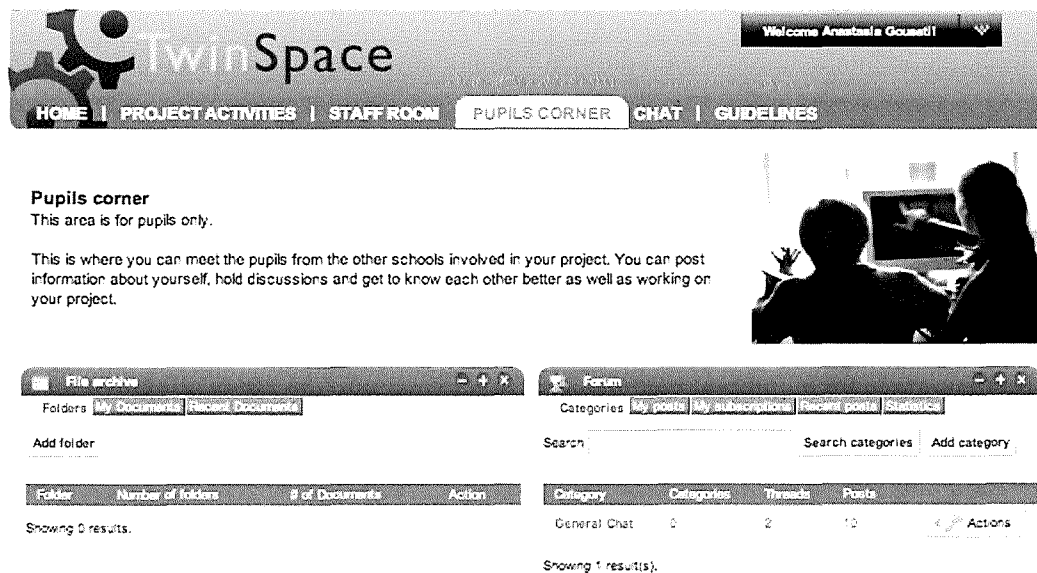 TwinSpace
Welcome Anastasia Gousetі!
HOME | PROJECT ACTIVITIES | STAFF ROOM PUPILS CORNER CHAT | GUIDELINES
Pupils corner
This area is for pupils only.
This is where you can meet the pupils from the other schools involved in your project. You can post
information about yourself, hold discussions and get to know each other better as well as working on
your project.
File archive
Folders My Documents Recent Documents
Add folder
Folder Number of folders # of Documents Action
Showing 0 results.
Forum
Categories My posts My subscriptions Recent posts Statistics
Search Search categories Add category
Category Categories Threads Posts
General Chat 0 2 10 Actions
Showing 1 result(s).